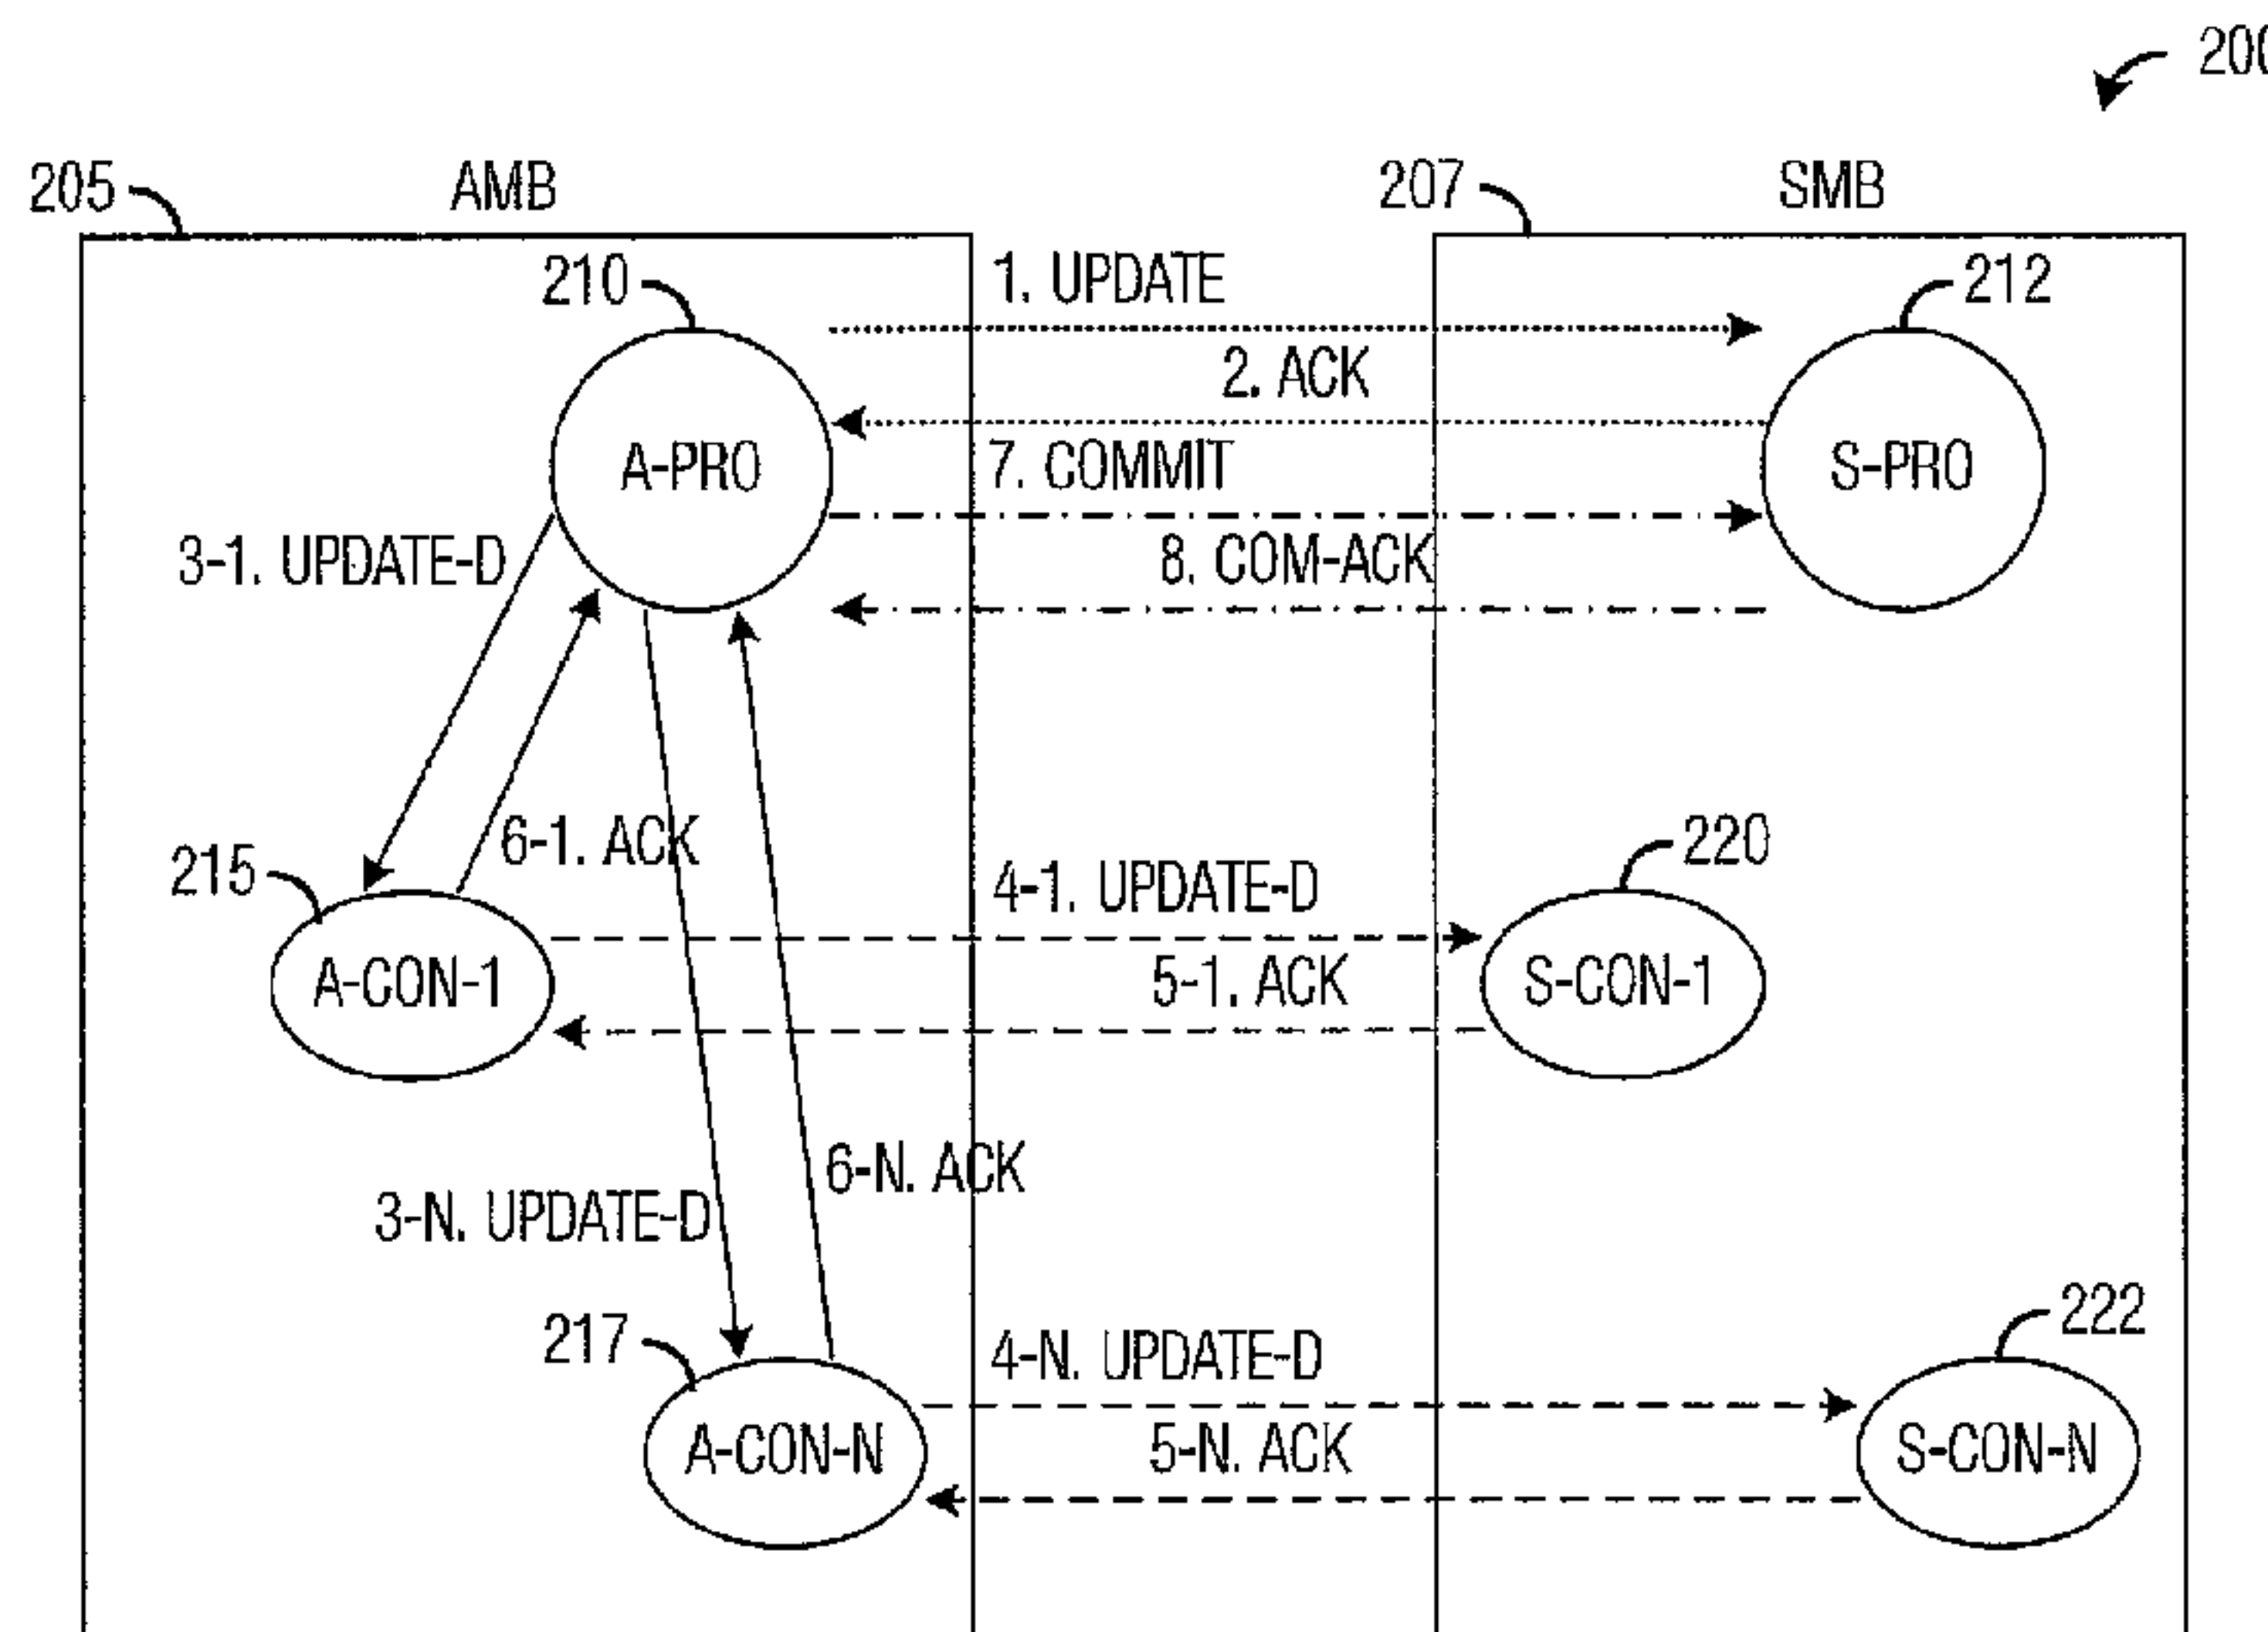 200
205
AMB
207
SMB
210
1. UPDATE
212
2. ACK
A-PRO
7. COMMIT
S-PRO
3-1. UPDATE-D
8. COM-ACK
6-1. ACK
215
220
4-1. UPDATE-D
A-CON-1
5-1. ACK
S-CON-1
6-N. ACK
3-N. UPDATE-D
217
222
4-N. UPDATE-D
A-CON-N
5-N. ACK
S-CON-N